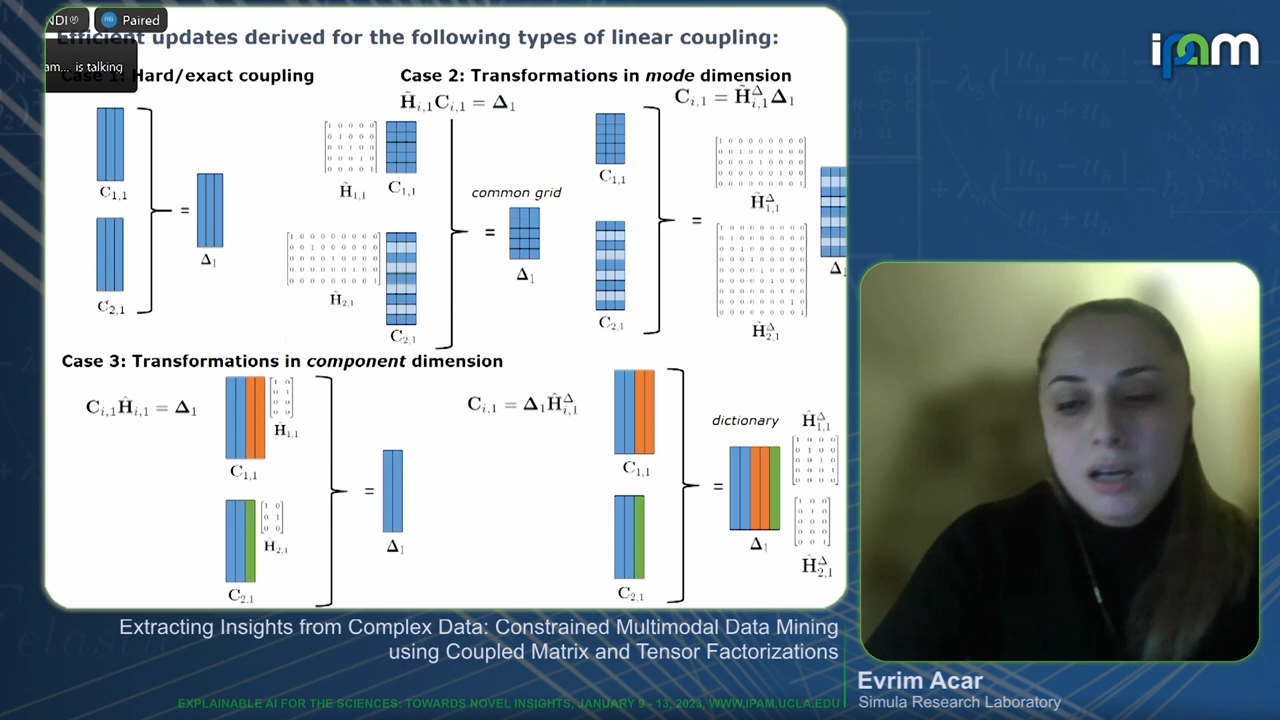 NDI
RB Paired
am... is talking
Efficient updates derived for the following types of linear coupling:
Case 1: Hard/exact coupling
Case 2: Transformations in mode dimension
H̃i,1Ci,1 = Δ1
Ci,1 = H̃Δi,1Δ1
C1,1
C2,1
=
Δ1
H̃1,1
C1,1
H̃2,1
C2,1
=
common grid
Δ1
C1,1
C2,1
=
H̃Δ1,1
H̃Δ2,1
Δ1
Case 3: Transformations in component dimension
Ci,1Ĥi,1 = Δ1
C1,1
Ĥ1,1
C2,1
Ĥ2,1
=
Δ1
Ci,1 = Δ1ĤΔi,1
C1,1
C2,1
=
dictionary
Δ1
ĤΔ1,1
ĤΔ2,1
ipam
Extracting Insights from Complex Data: Constrained Multimodal Data Mining
using Coupled Matrix and Tensor Factorizations
Evrim Acar
Simula Research Laboratory
EXPLAINABLE AI FOR THE SCIENCES: TOWARDS NOVEL INSIGHTS, JANUARY 9 - 13, 2023, WWW.IPAM.UCLA.EDU